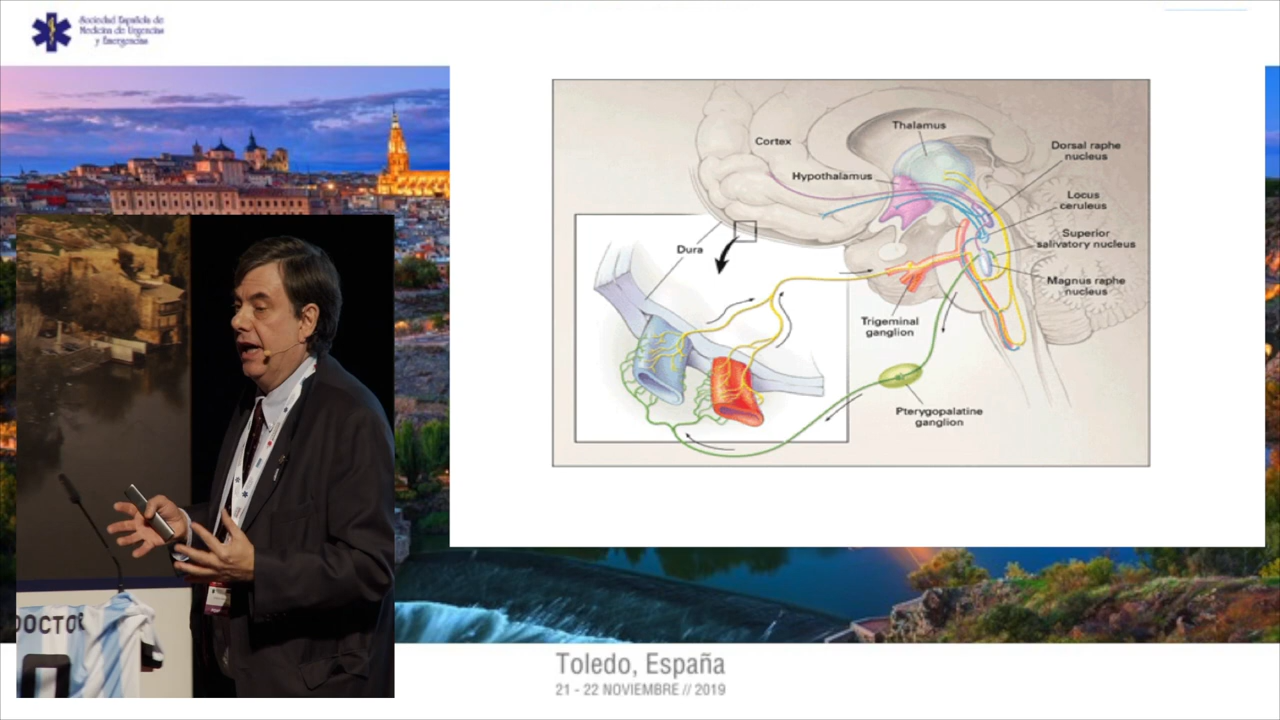 Sociedad Española de
Medicina de Urgencias
y Emergencias
Thalamus
Cortex
Dorsal raphe
nucleus
Hypothalamus
Locus
ceruleus
Superior
salivatory nucleus
Dura
Magnus raphe
nucleus
Trigeminal
ganglion
Pterygopalatine
ganglion
DOCTO
Toledo, España
21 - 22 NOVIEMBRE // 2019